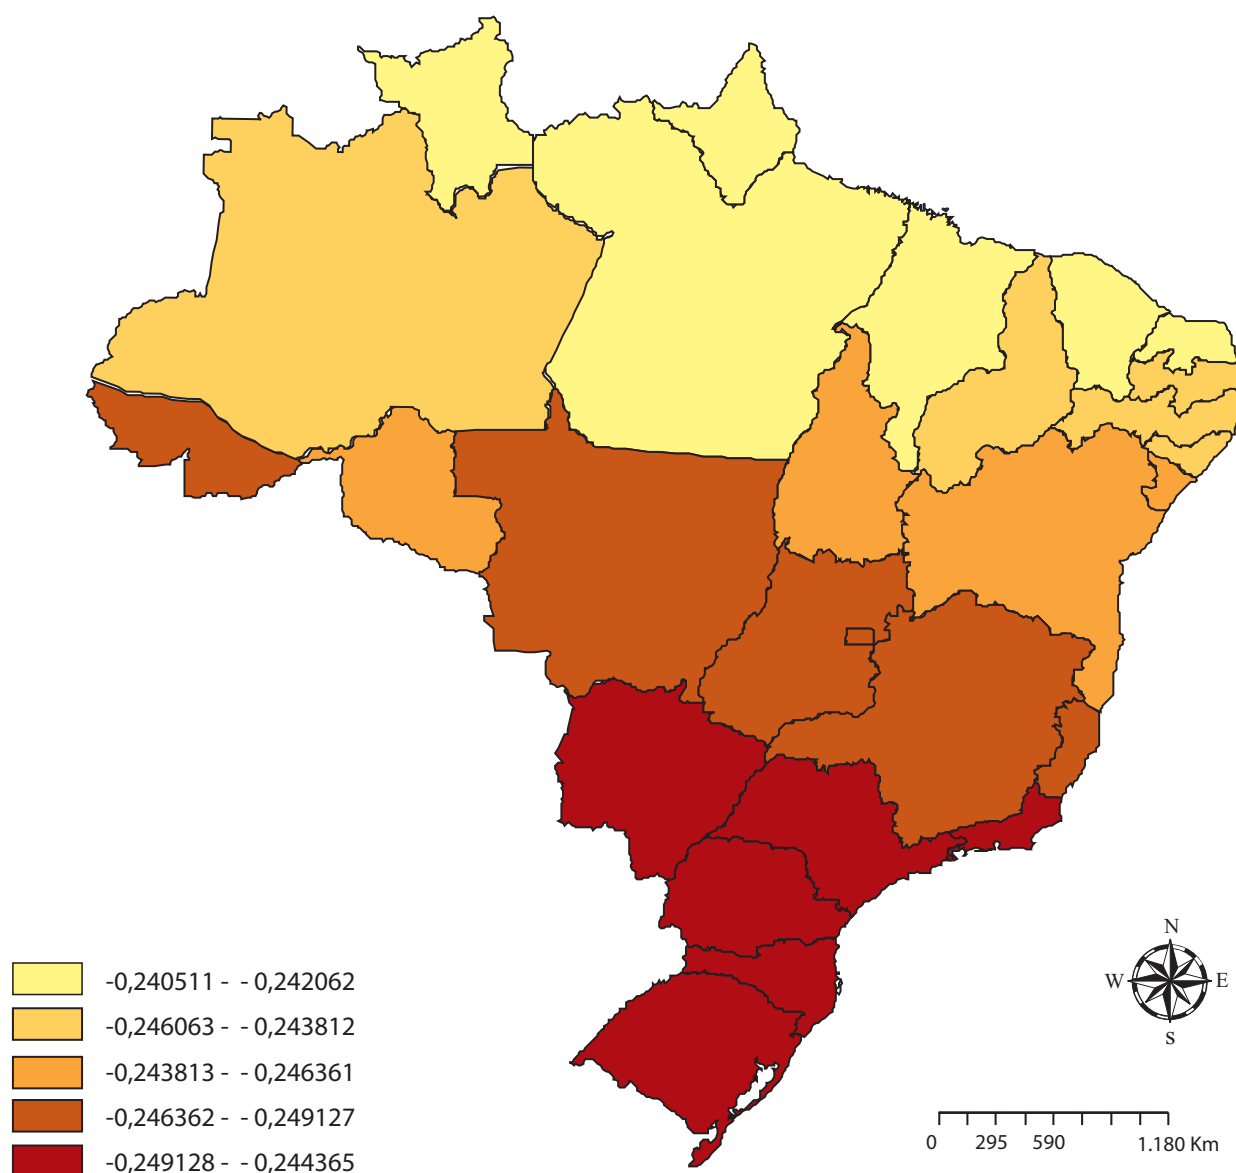 N
W E
S
-0,240511 - - 0,242062
-0,246063 - - 0,243812
-0,243813 - - 0,246361
-0,246362 - - 0,249127
-0,249128 - - 0,244365
0 295 590 1.180 Km